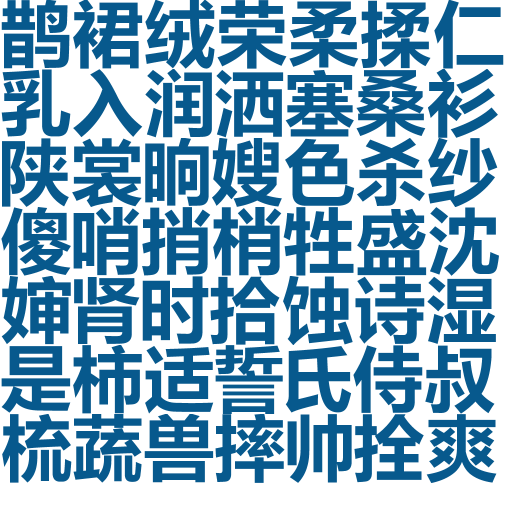 鹊裙绒荣柔揉仁
乳入润洒塞桑衫
陕裳晌嫂色杀纱
傻哨捎梢牲盛沈
婶肾时拾蚀诗湿
是柿适誓氏侍叔
梳蔬兽摔帅拴爽